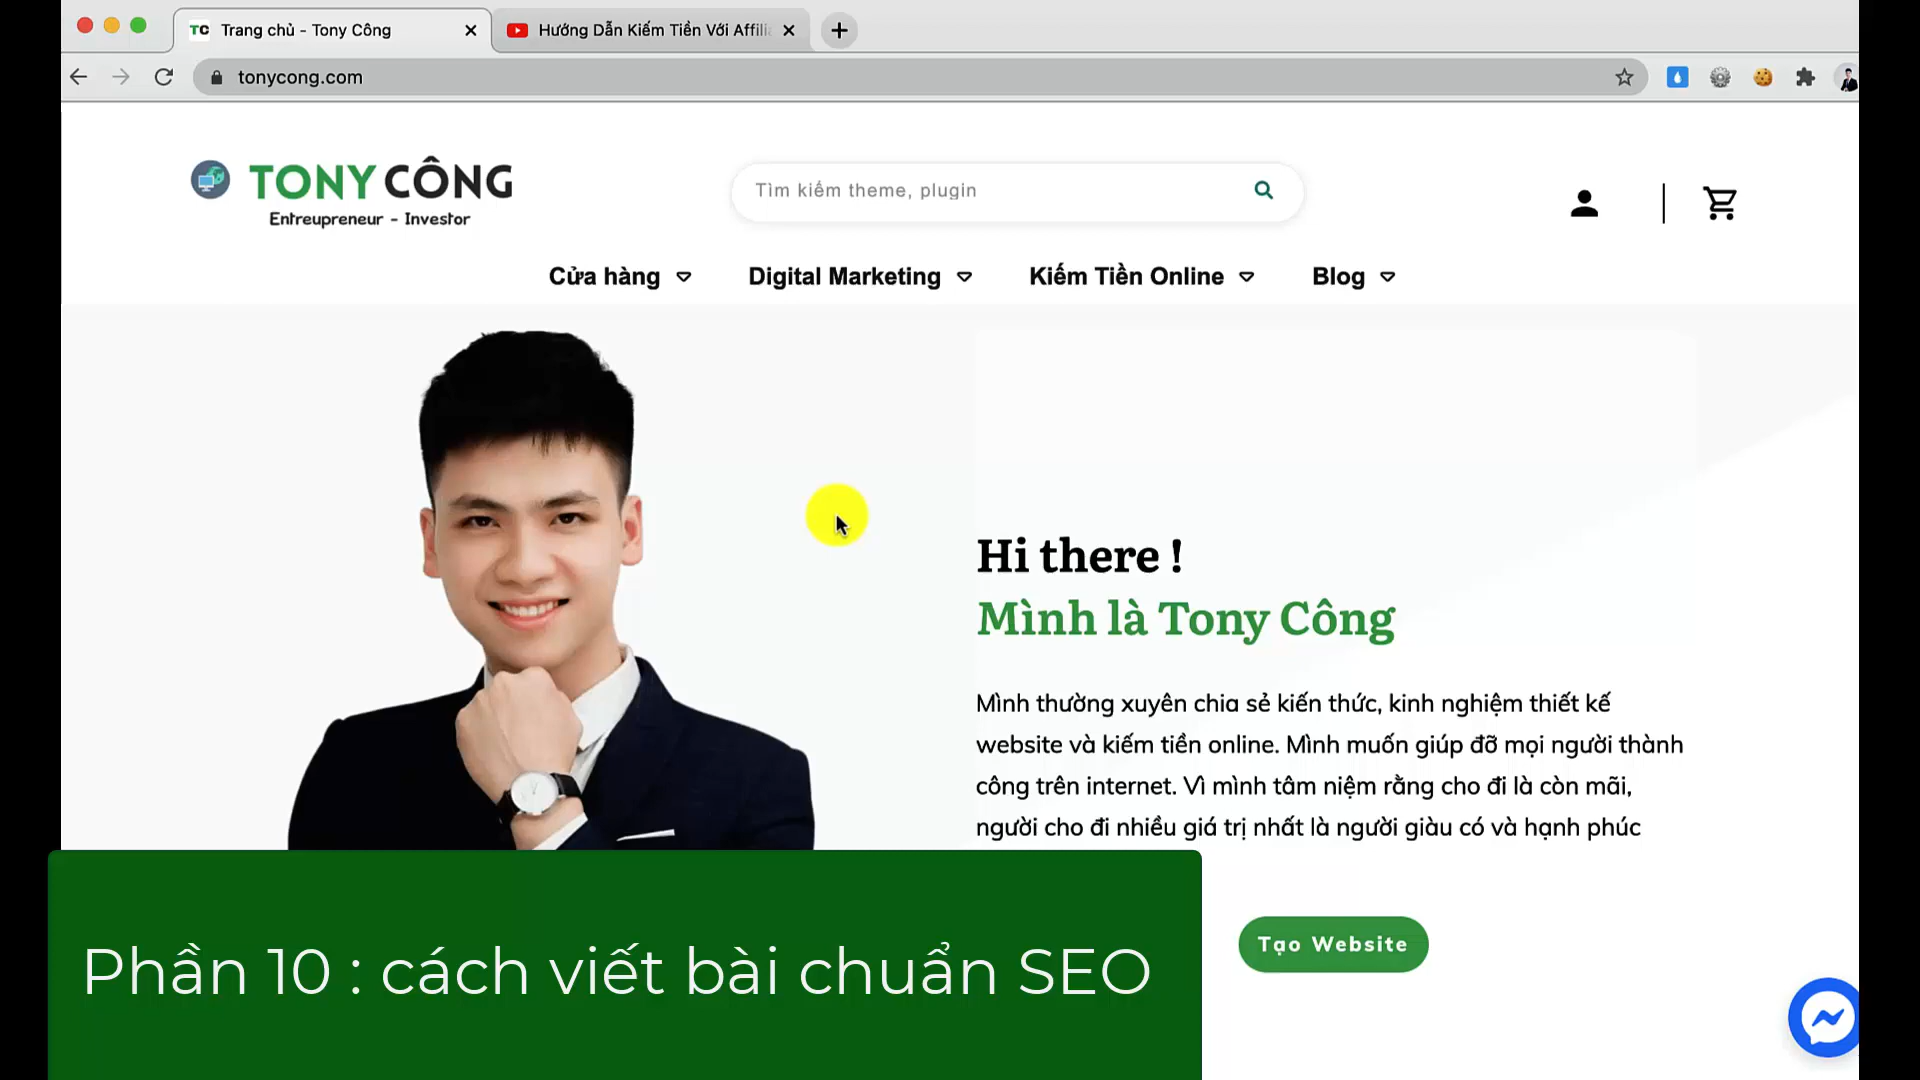 TC Trang chủ - Tony Công
Hướng Dẫn Kiếm Tiền Với Affili
tonycong.com
TONY CÔNG
Entreupreneur - Investor
Tìm kiếm theme, plugin
Cửa hàng
Digital Marketing
Kiếm Tiền Online
Blog
Hi there !
Mình là Tony Công
Mình thường xuyên chia sẻ kiến thức, kinh nghiệm thiết kế
website và kiếm tiền online. Mình muốn giúp đỡ mọi người thành
công trên internet. Vì mình tâm niệm rằng cho đi là còn mãi,
người cho đi nhiều giá trị nhất là người giàu có và hạnh phúc
Tạo Website
Phần 10 : cách viết bài chuẩn SEO